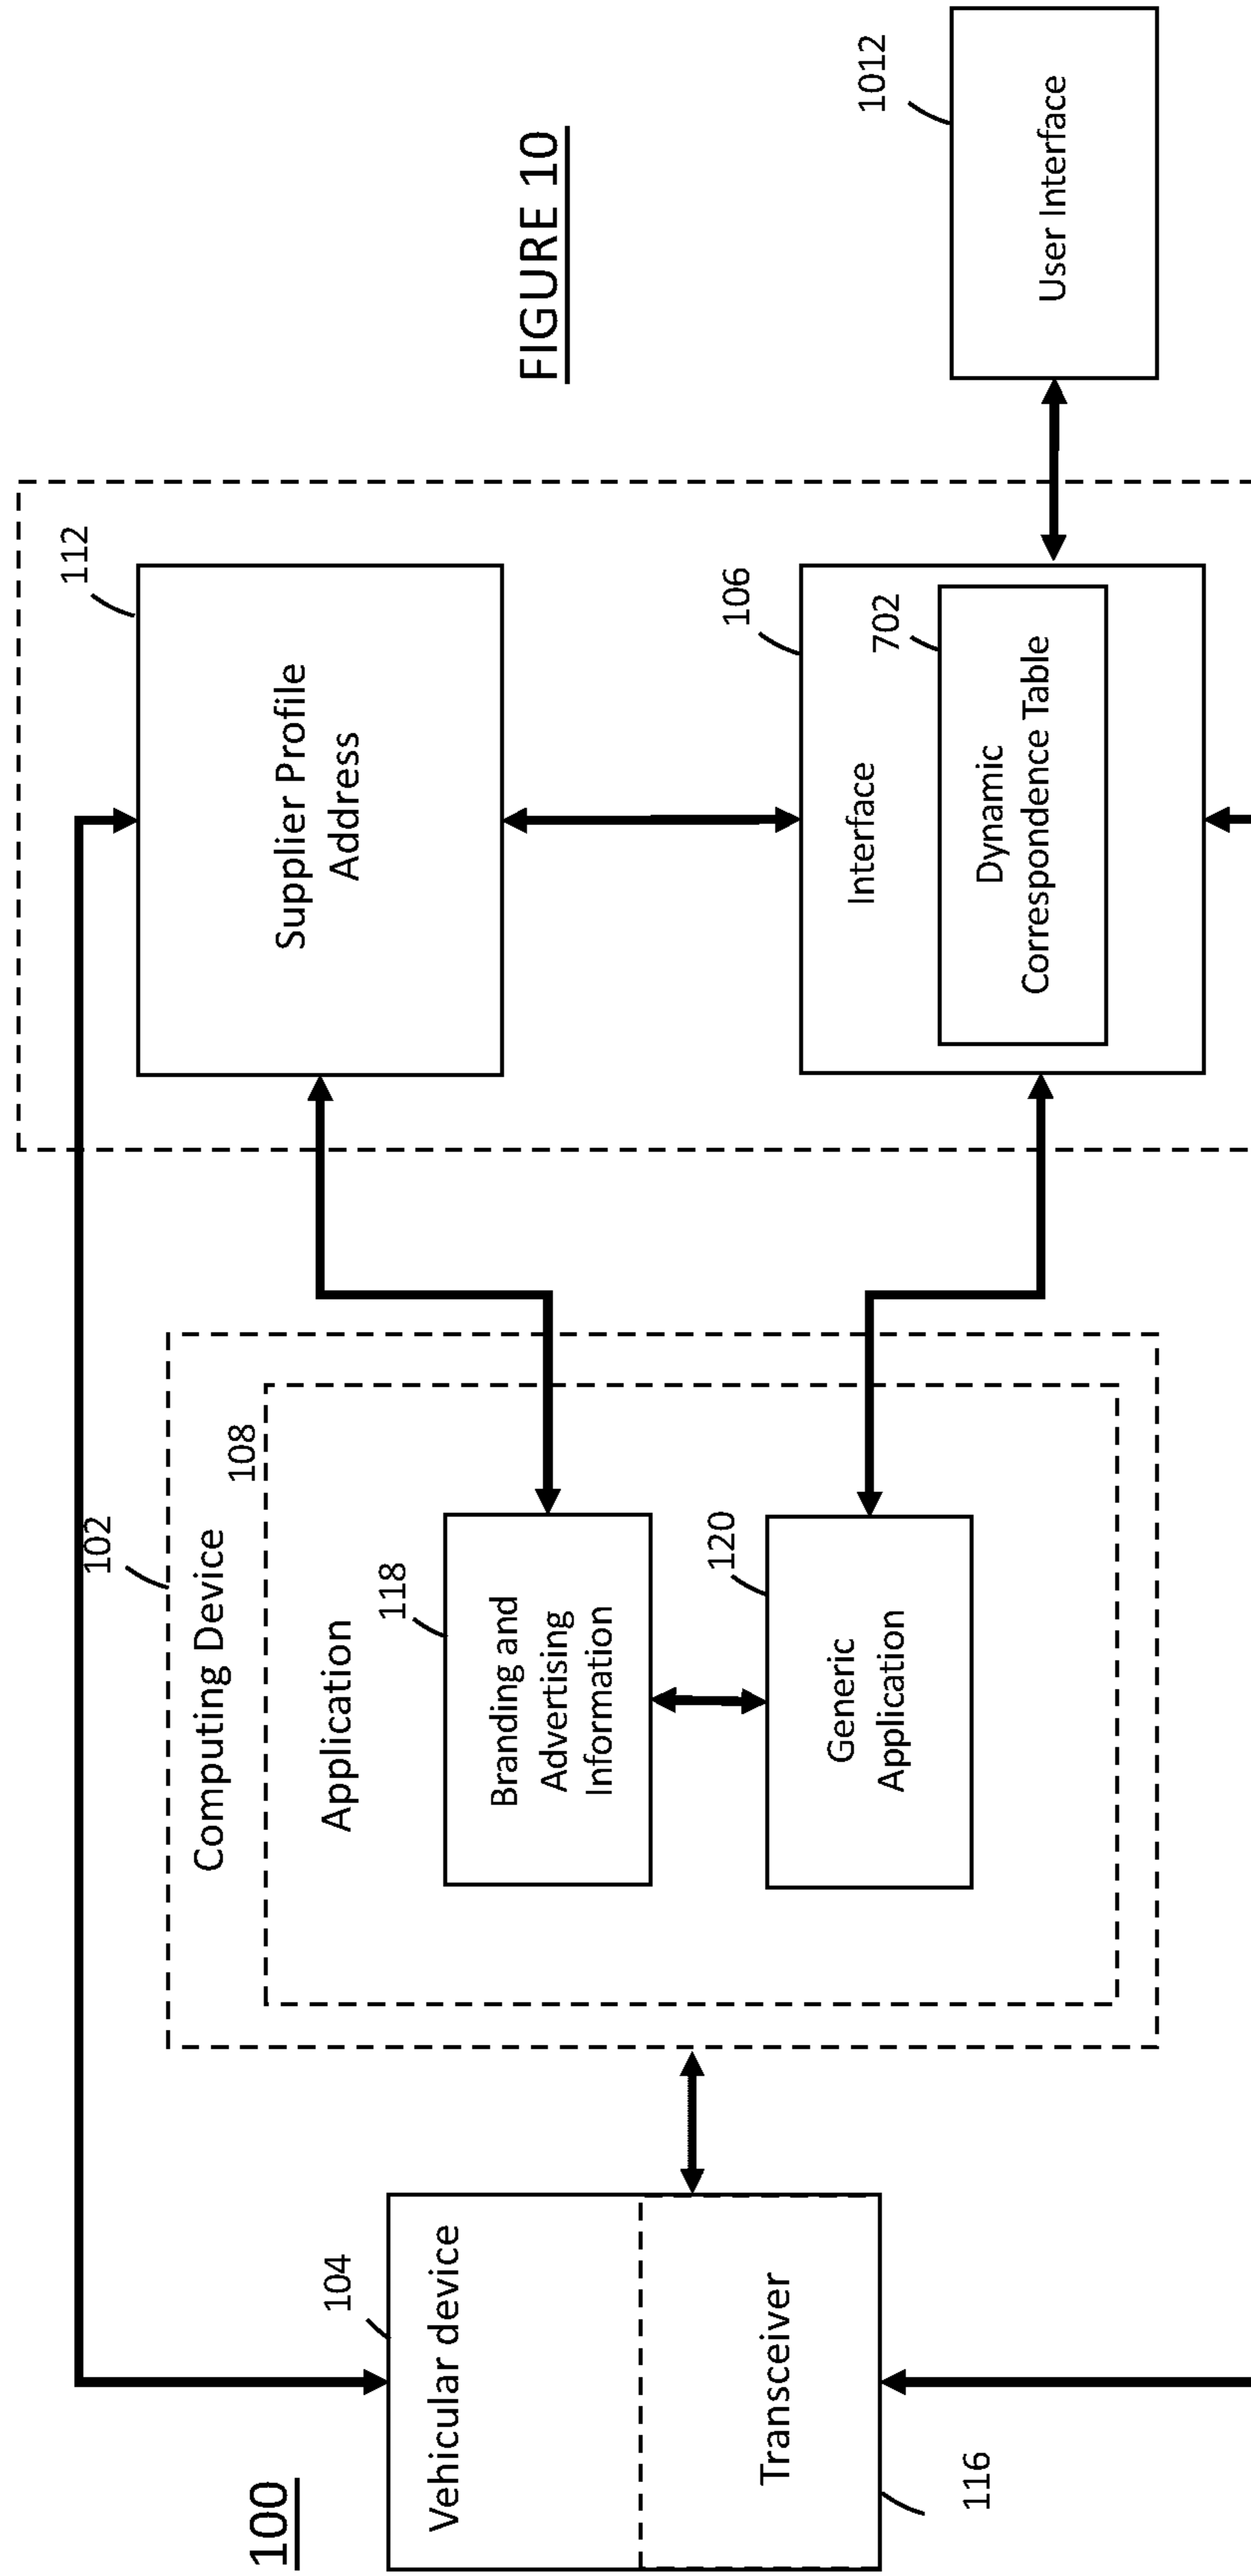 100
FIGURE 10
Vehicular device
104
Transceiver
116
102
Computing Device
108
Application
118
Branding and
Advertising
Information
120
Generic
Application
112
Supplier Profile
Address
106
Interface
702
Dynamic
Correspondence Table
1012
User Interface